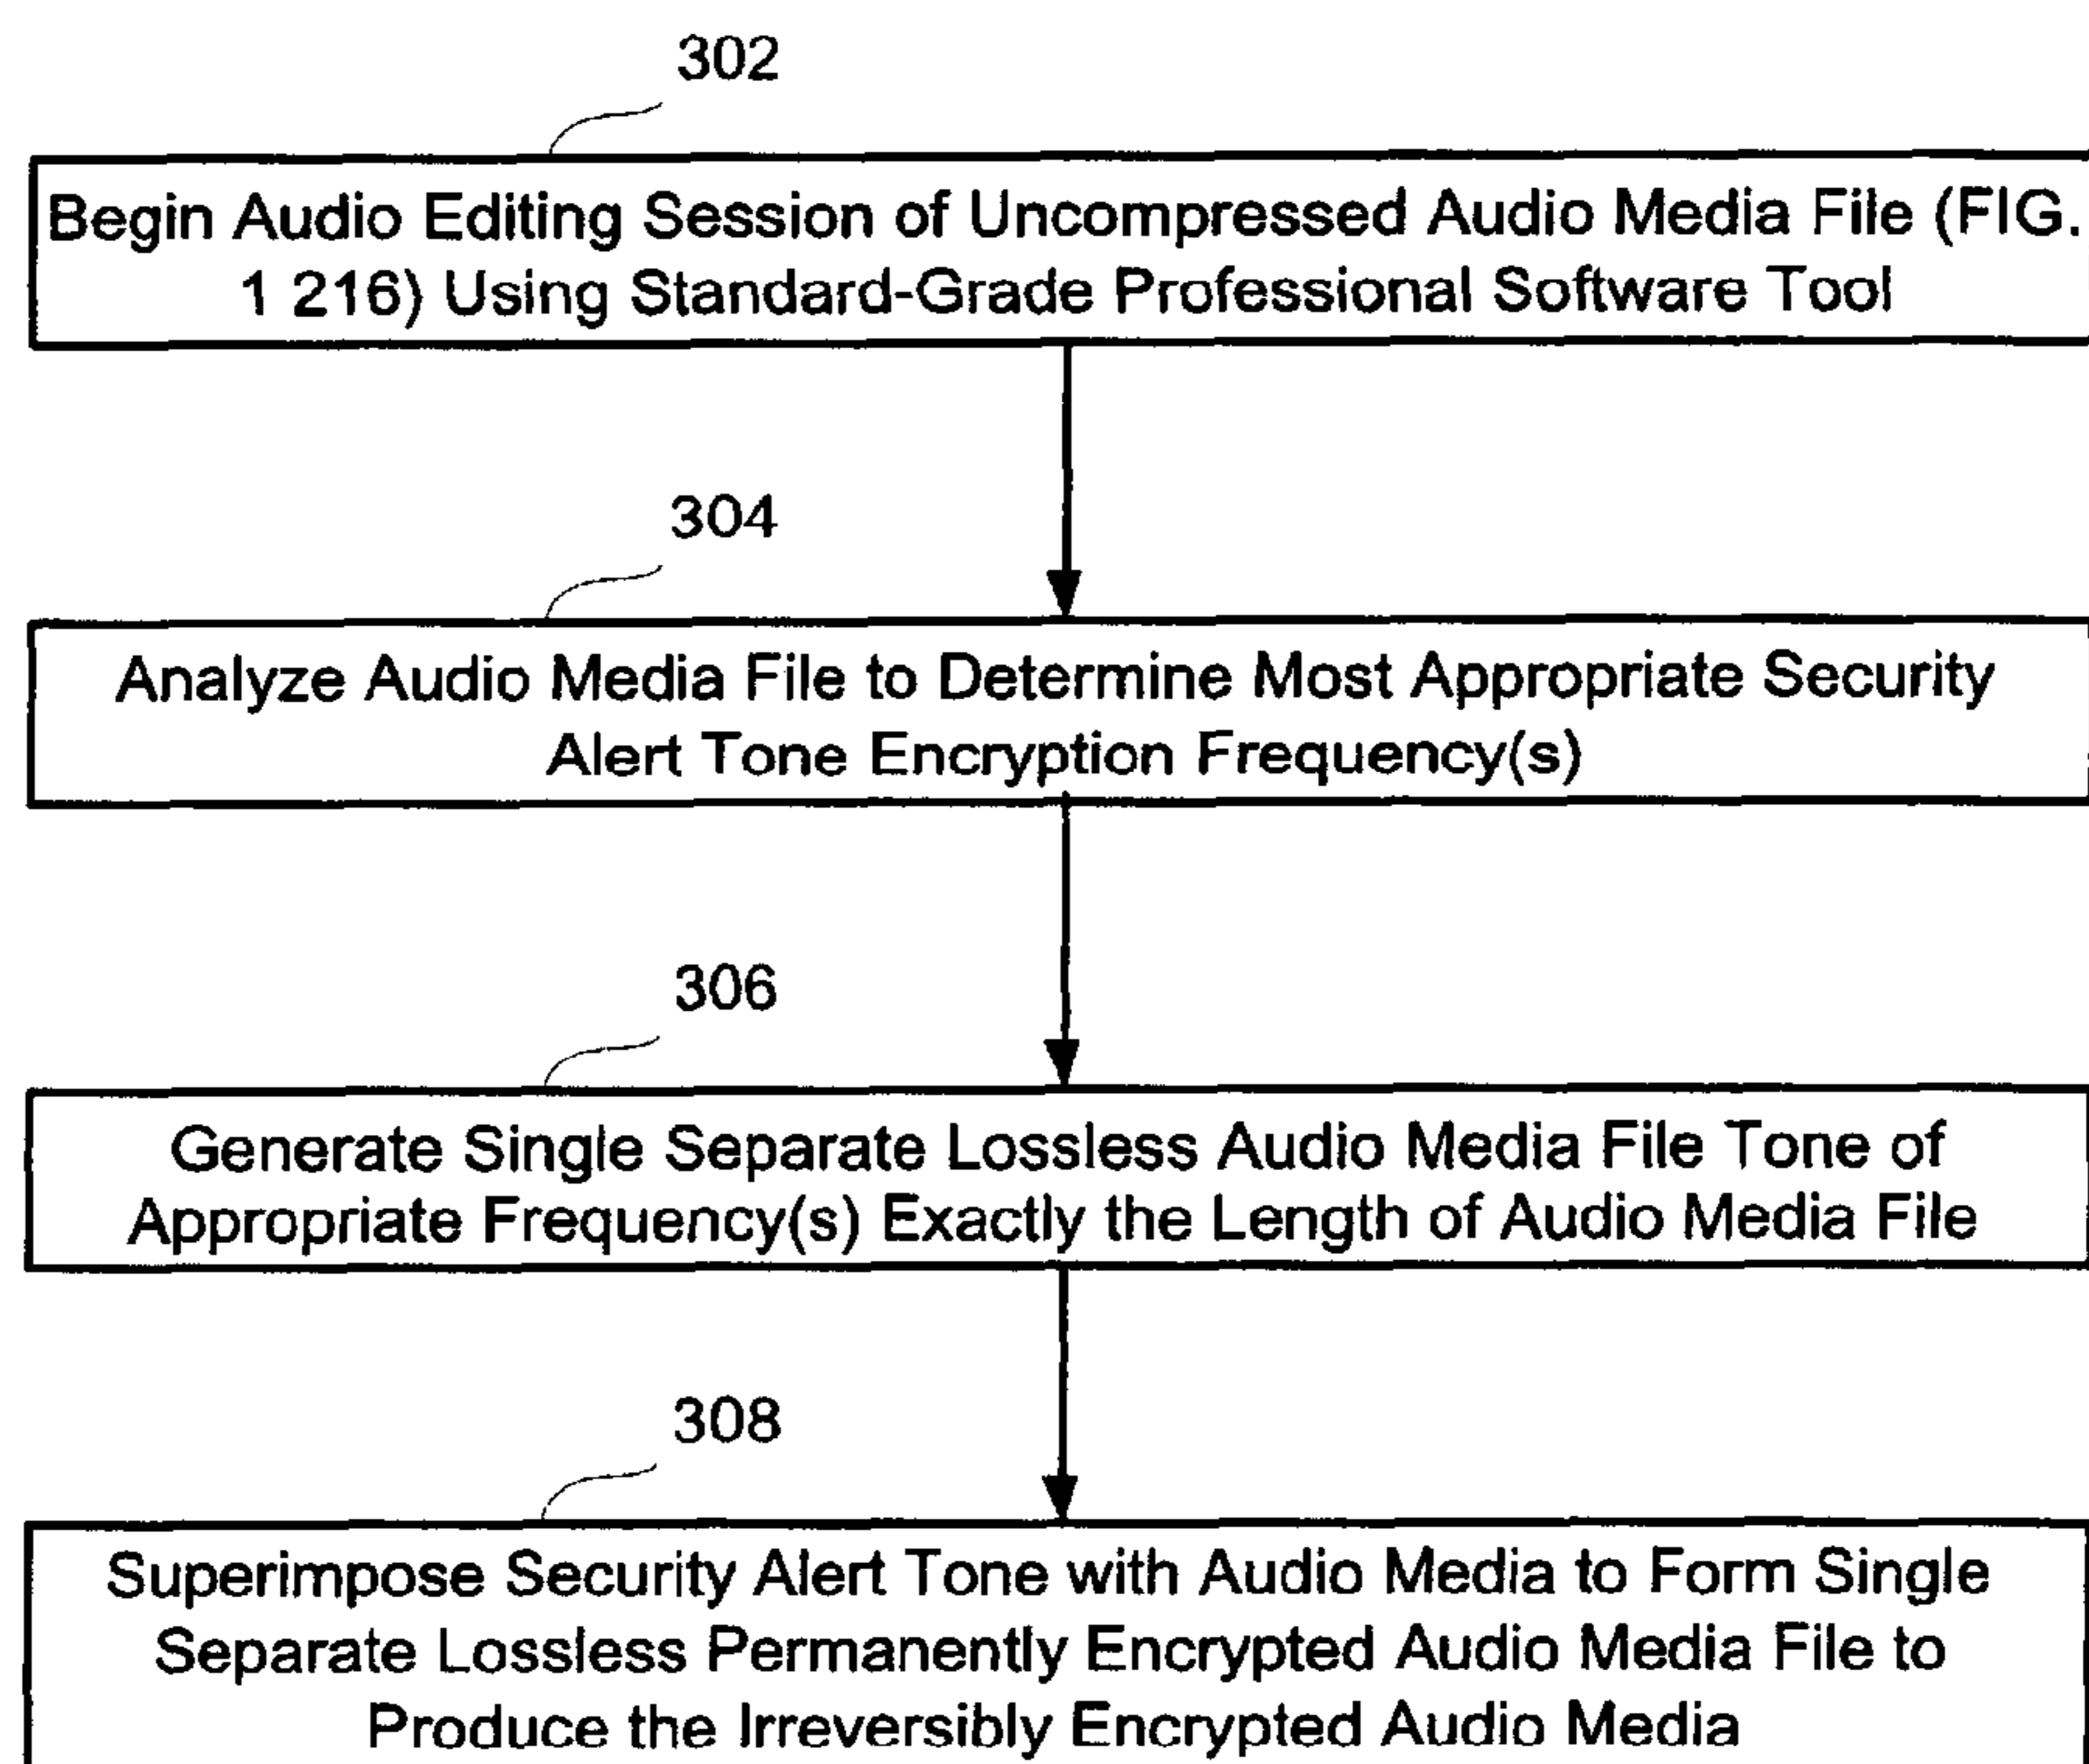 302
Begin Audio Editing Session of Uncompressed Audio Media File (FIG.
1 216) Using Standard-Grade Professional Software Tool
304
Analyze Audio Media File to Determine Most Appropriate Security
Alert Tone Encryption Frequency(s)
306
Generate Single Separate Lossless Audio Media File Tone of
Appropriate Frequency(s) Exactly the Length of Audio Media File
308
Superimpose Security Alert Tone with Audio Media to Form Single
Separate Lossless Permanently Encrypted Audio Media File to
Produce the Irreversibly Encrypted Audio Media